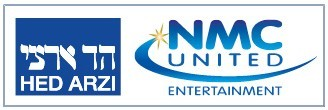 הד ארצי
HED ARZI
NMC
UNITED
ENTERTAINMENT